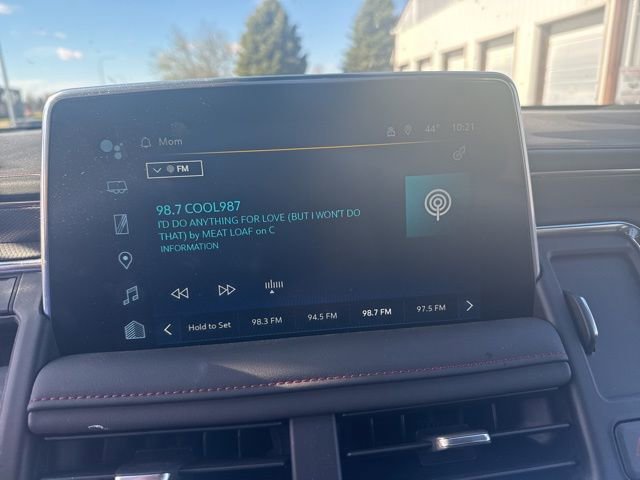 Mom
44° 10:21
FM
98.7 COOL987
I'D DO ANYTHING FOR LOVE (BUT I WON'T DO
THAT) by MEAT LOAF on C
INFORMATION
Hold to Set 98.3 FM 94.5 FM 98.7 FM 97.5 FM